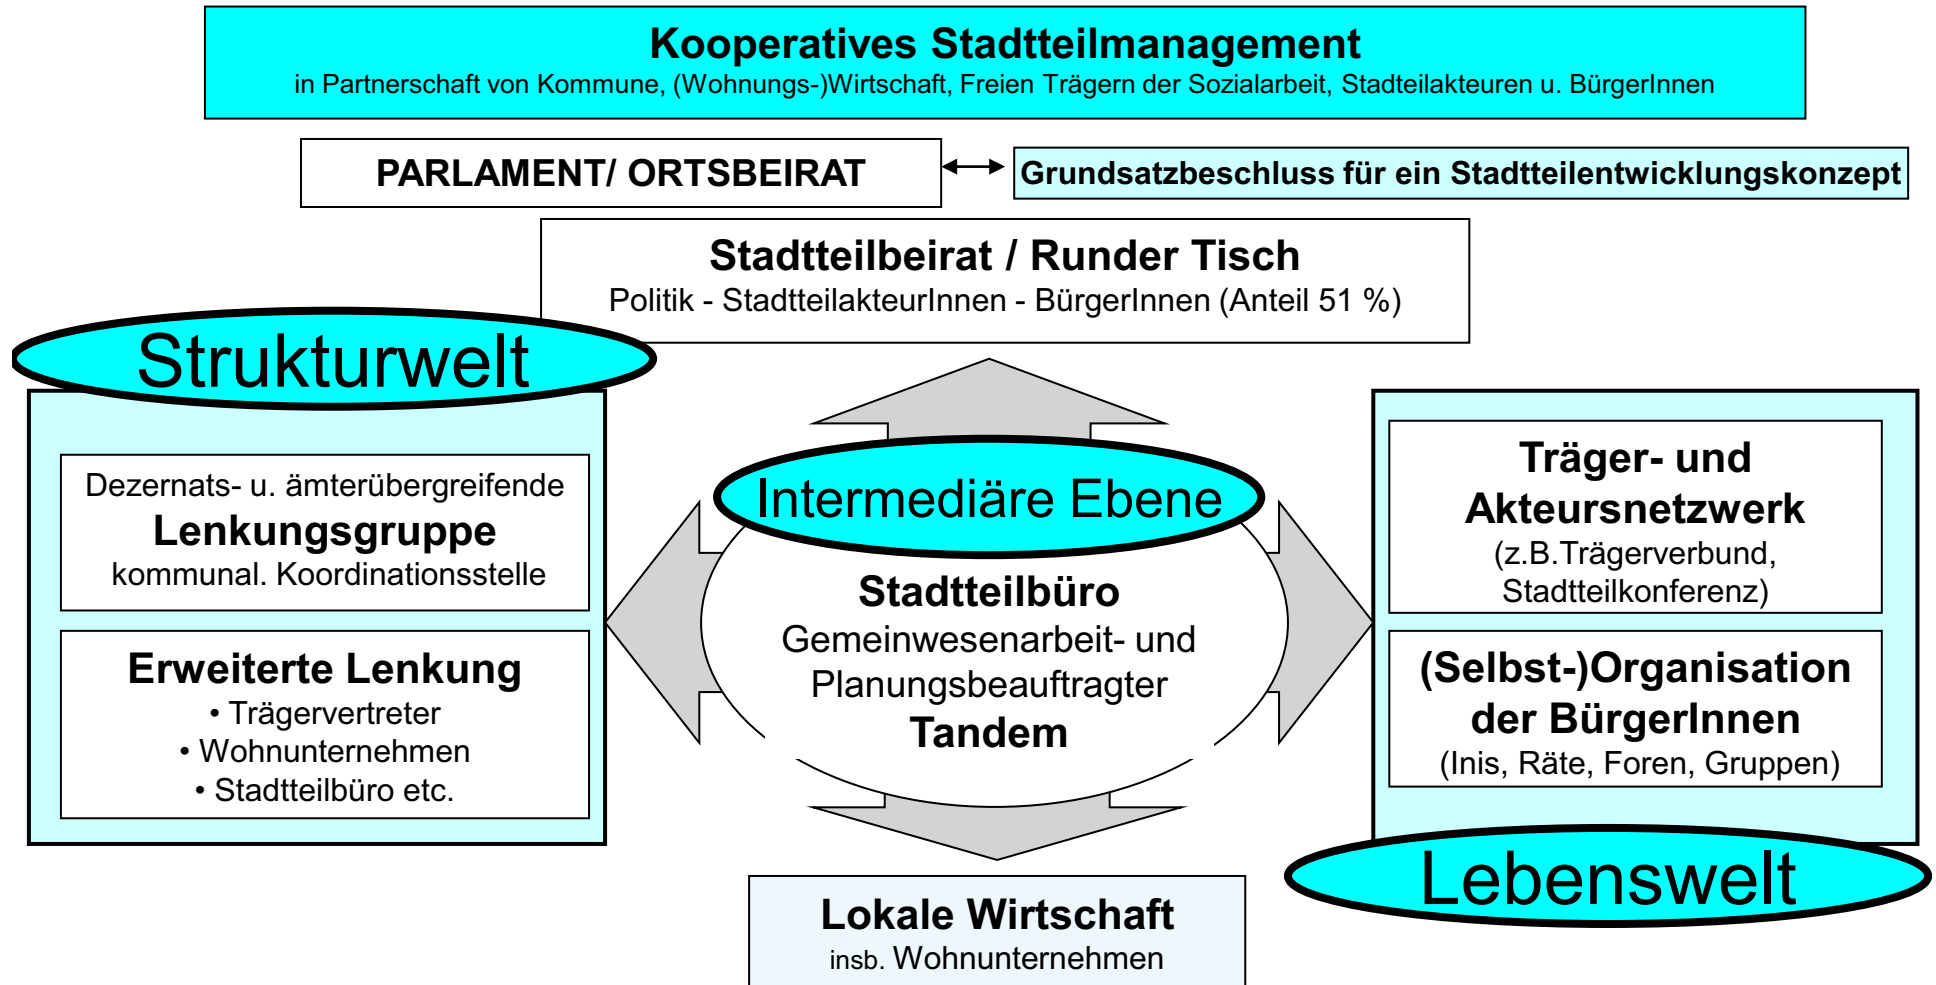 Kooperatives Stadtteilmanagement
in Partnerschaft von Kommune, (Wohnungs-)Wirtschaft, Freien Trägern der Sozialarbeit, Stadteilakteuren u. BürgerInnen
PARLAMENT/ ORTSBEIRAT
Grundsatzbeschluss für ein Stadtteilentwicklungskonzept
Stadtteilbeirat / Runder Tisch
Politik - StadtteilakteurInnen - BürgerInnen (Anteil 51 %)
Strukturwelt
Dezernats- u. ämterübergreifende
Lenkungsgruppe
kommunal. Koordinationsstelle
Erweiterte Lenkung
• Trägervertreter
• Wohnunternehmen
• Stadtteilbüro etc.
Intermediäre Ebene
Stadtteilbüro
Gemeinwesenarbeit- und
Planungsbeauftragter
Tandem
Träger- und
Akteursnetzwerk
(z.B.Trägerverbund,
Stadtteilkonferenz)
(Selbst-)Organisation
der BürgerInnen
(Inis, Räte, Foren, Gruppen)
Lebenswelt
Lokale Wirtschaft
insb. Wohnunternehmen